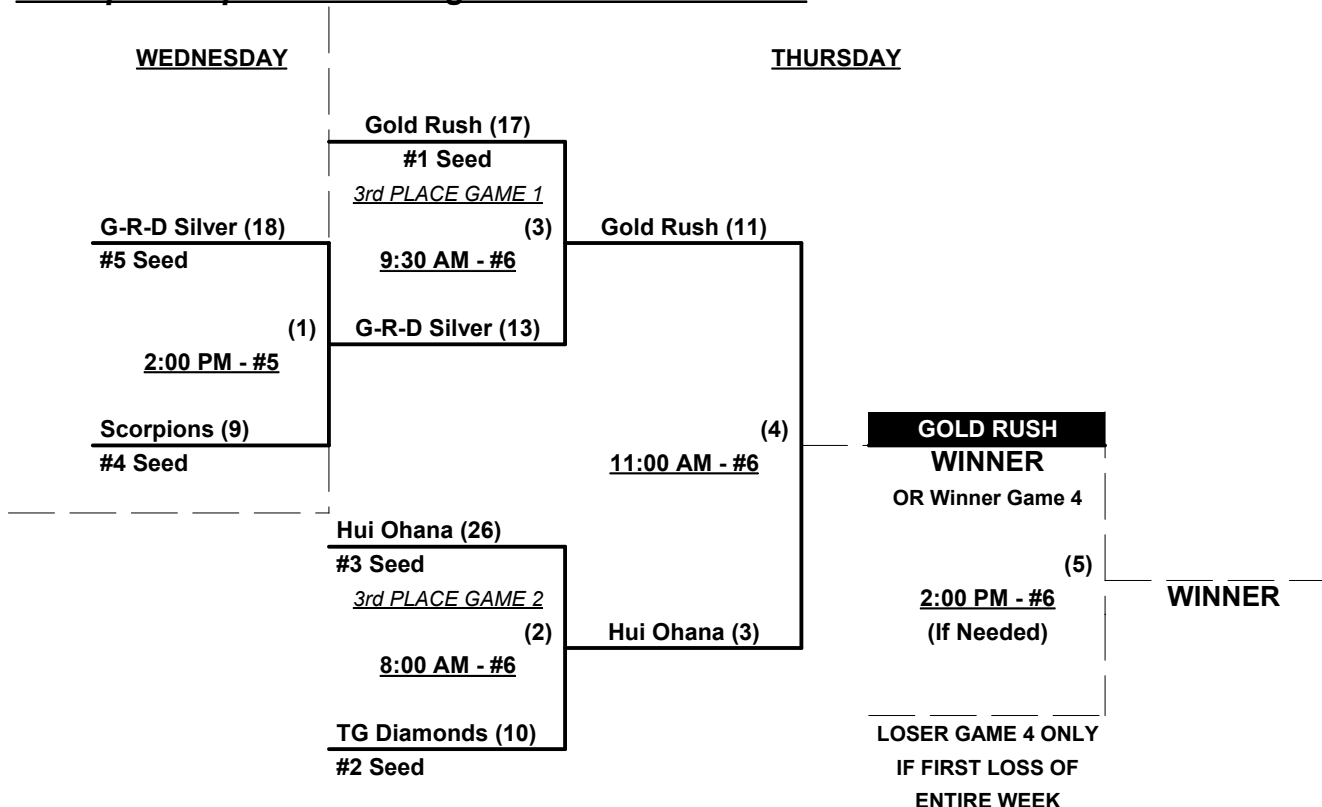 WEDNESDAY
THURSDAY
Gold Rush (17)
#1 Seed
3rd PLACE GAME 1
G-R-D Silver (18)
(3)
Gold Rush (11)
#5 Seed
9:30 AM - #6
(1)
G-R-D Silver (13)
2:00 PM - #5
Scorpions (9)
(4)
GOLD RUSH
#4 Seed
11:00 AM - #6
WINNER
OR Winner Game 4
Hui Ohana (26)
#3 Seed
(5)
3rd PLACE GAME 2
2:00 PM - #6
WINNER
(2)
Hui Ohana (3)
(If Needed)
8:00 AM - #6
TG Diamonds (10)
LOSER GAME 4 ONLY
#2 Seed
IF FIRST LOSS OF
ENTIRE WEEK